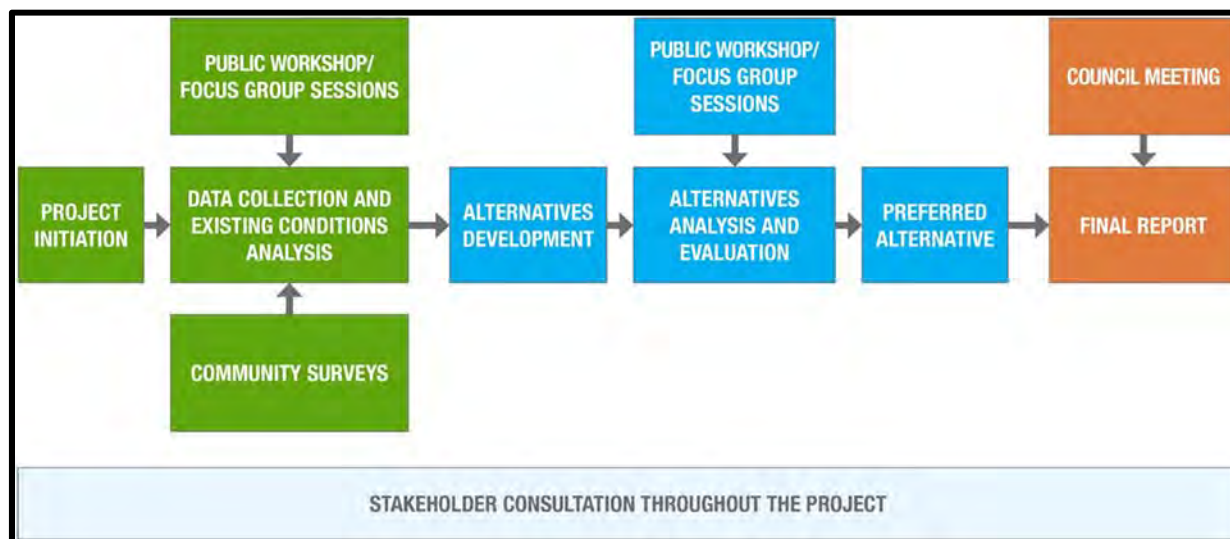 PUBLIC WORKSHOP/
FOCUS GROUP SESSIONS
PUBLIC WORKSHOP/
FOCUS GROUP
SESSIONS
COUNCIL MEETING
PROJECT
INITIATION
DATA COLLECTION AND
EXISTING CONDITIONS
ANALYSIS
ALTERNATIVES
DEVELOPMENT
ALTERNATIVES
ANALYSIS AND
EVALUATION
PREFERRED
ALTERNATIVE
FINAL REPORT
COMMUNITY SURVEYS
STAKEHOLDER CONSULTATION THROUGHOUT THE PROJECT